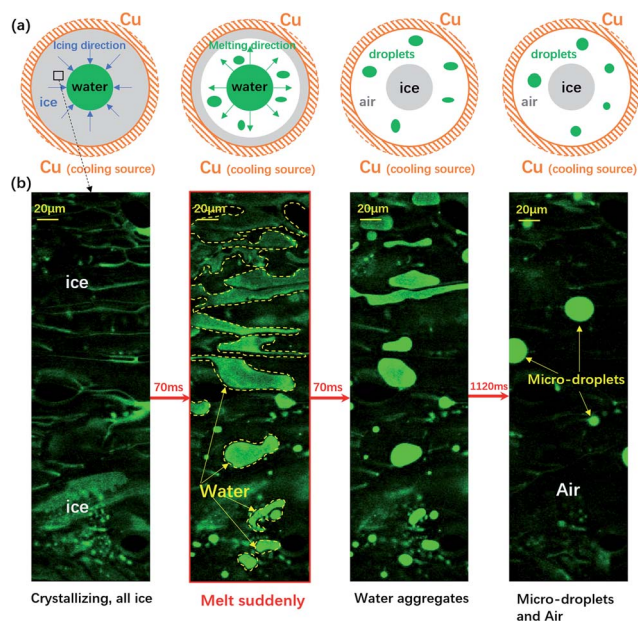 (a)
Cu
Cu
Cu
Cu
Icing direction
water
ice
Melting direction
water
droplets
ice
air
droplets
ice
air
Cu (cooling source)
Cu (cooling source)
Cu (cooling source)
Cu (cooling source)
(b)
20μm
20μm
20μm
20μm
ice
ice
70ms
Water
70ms
1120ms
Micro-droplets
Air
Crystallizing, all ice
Melt suddenly
Water aggregates
Micro-droplets
and Air